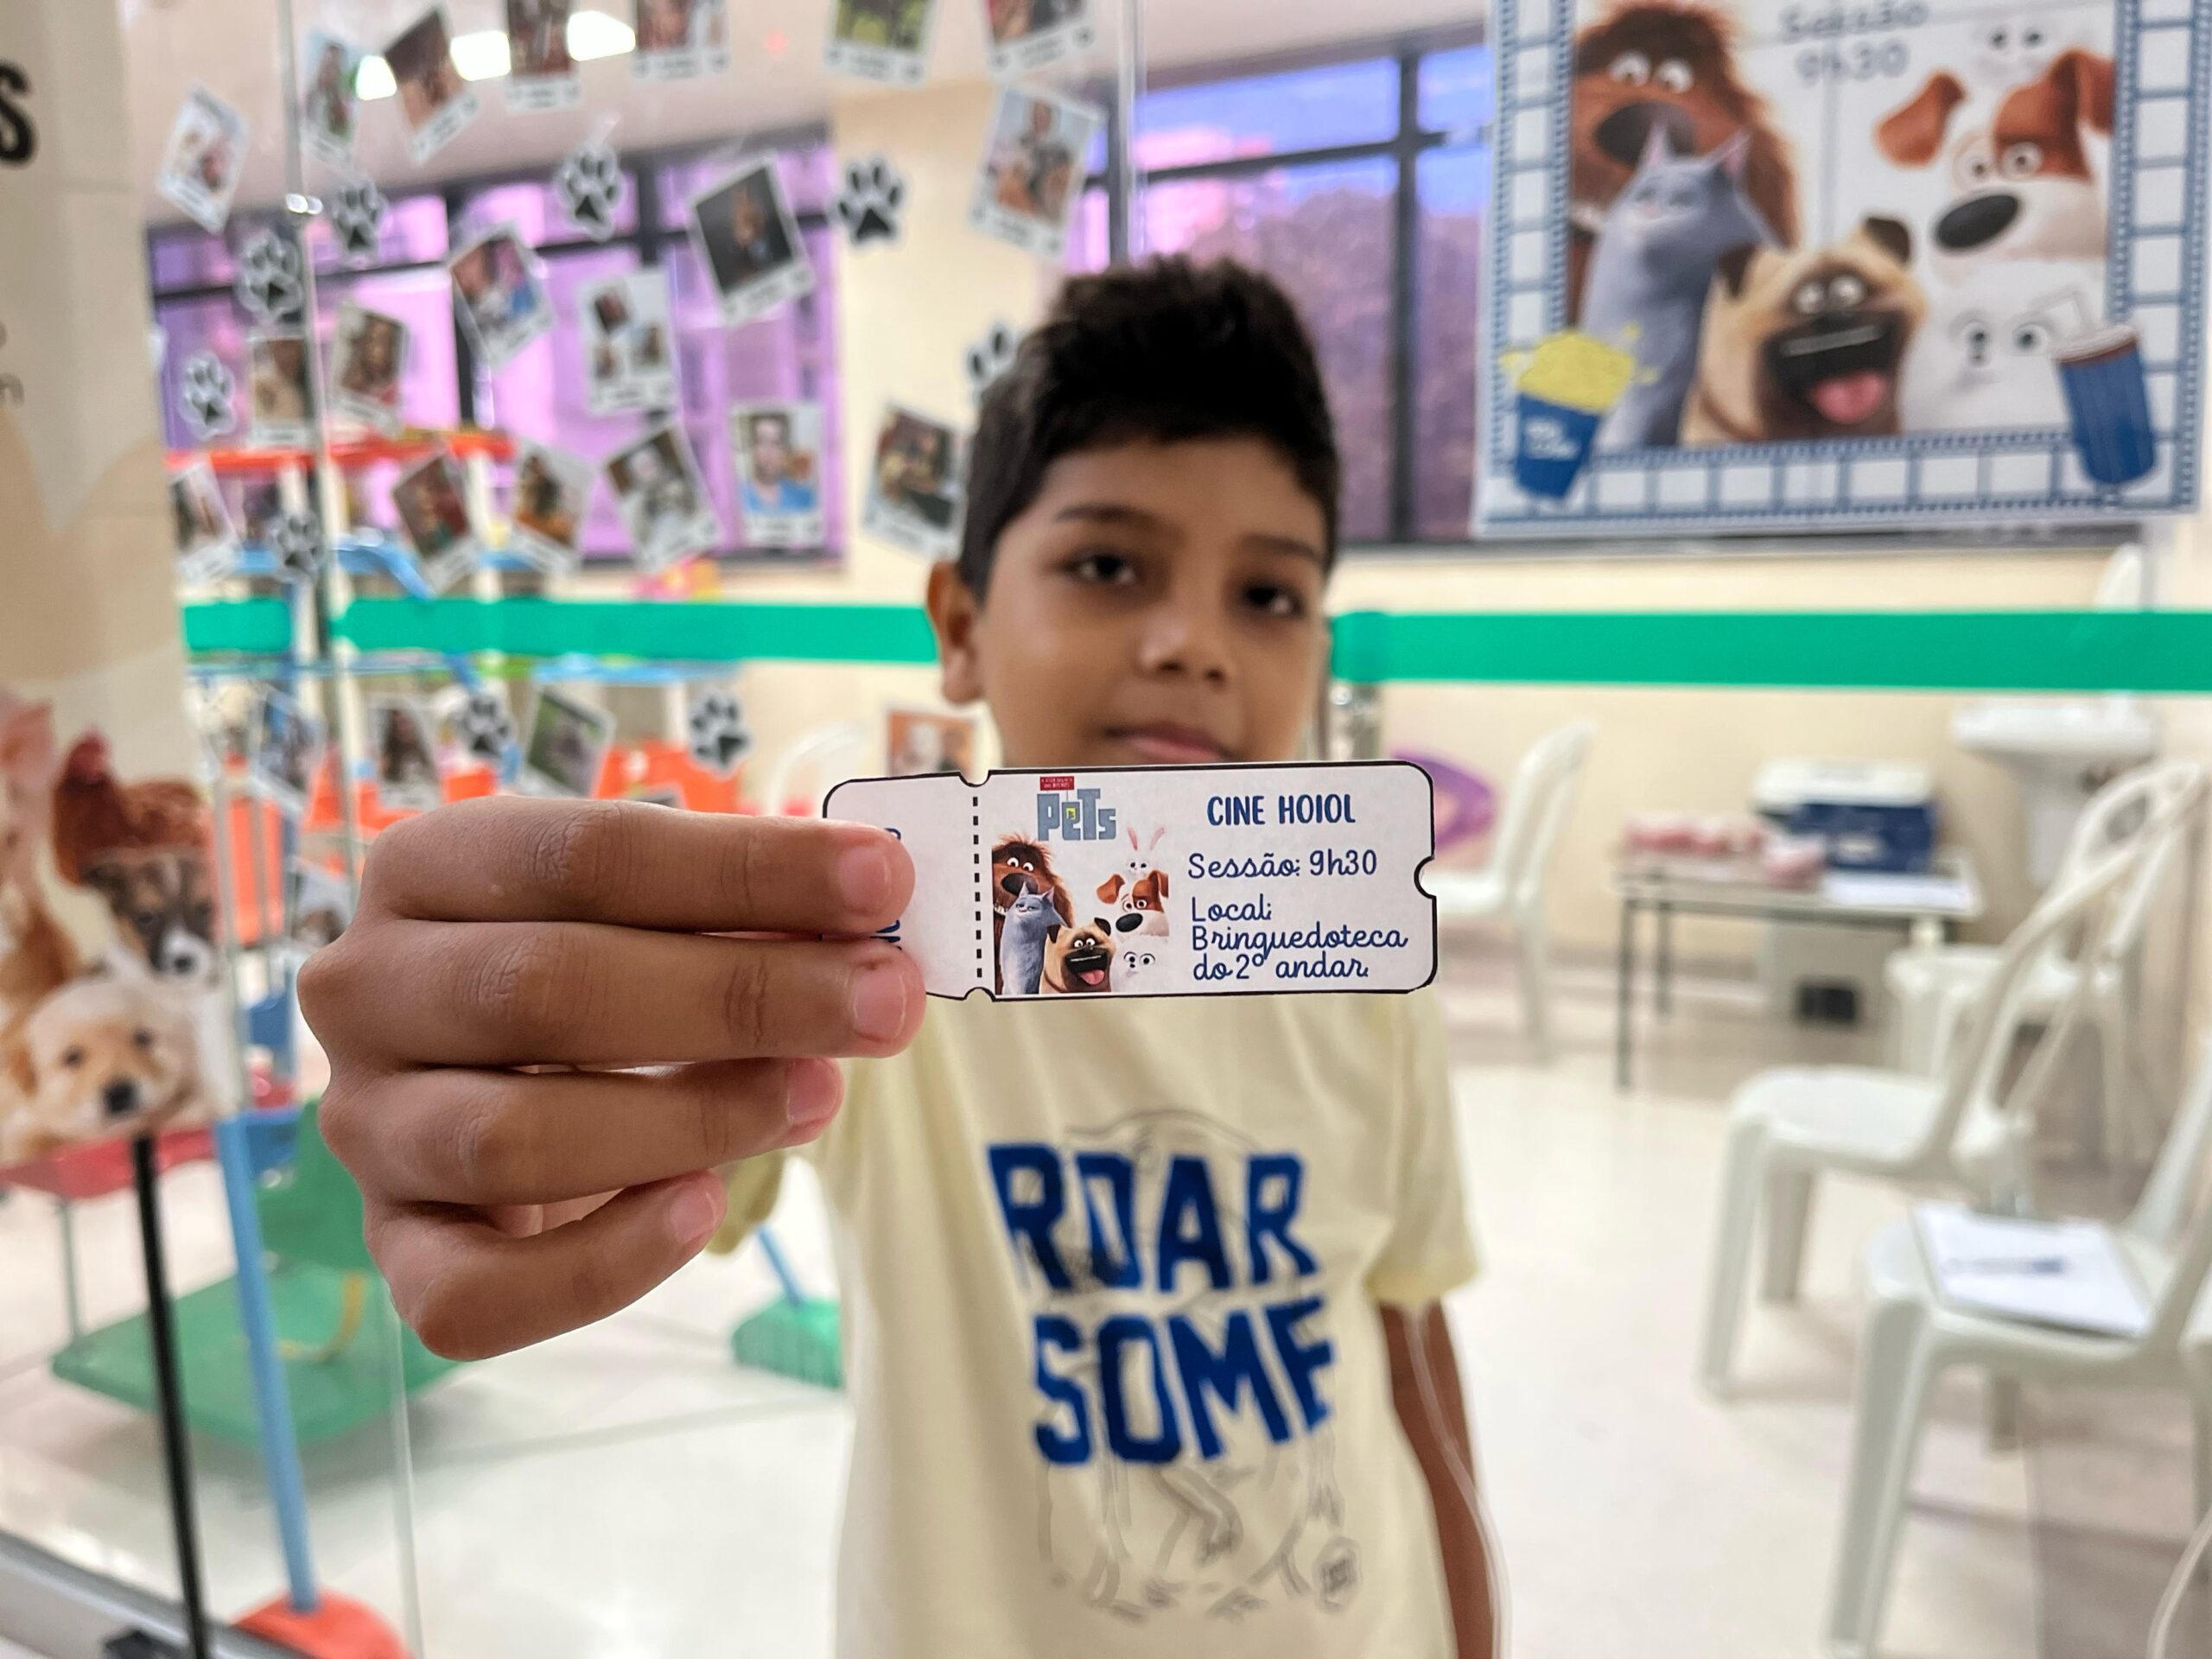 Sessão
9h30
PETS
CINE HOIOL
Sessão: 9h30
Local:
Brinquedoteca
do 2º andar.
ROAR
SOME